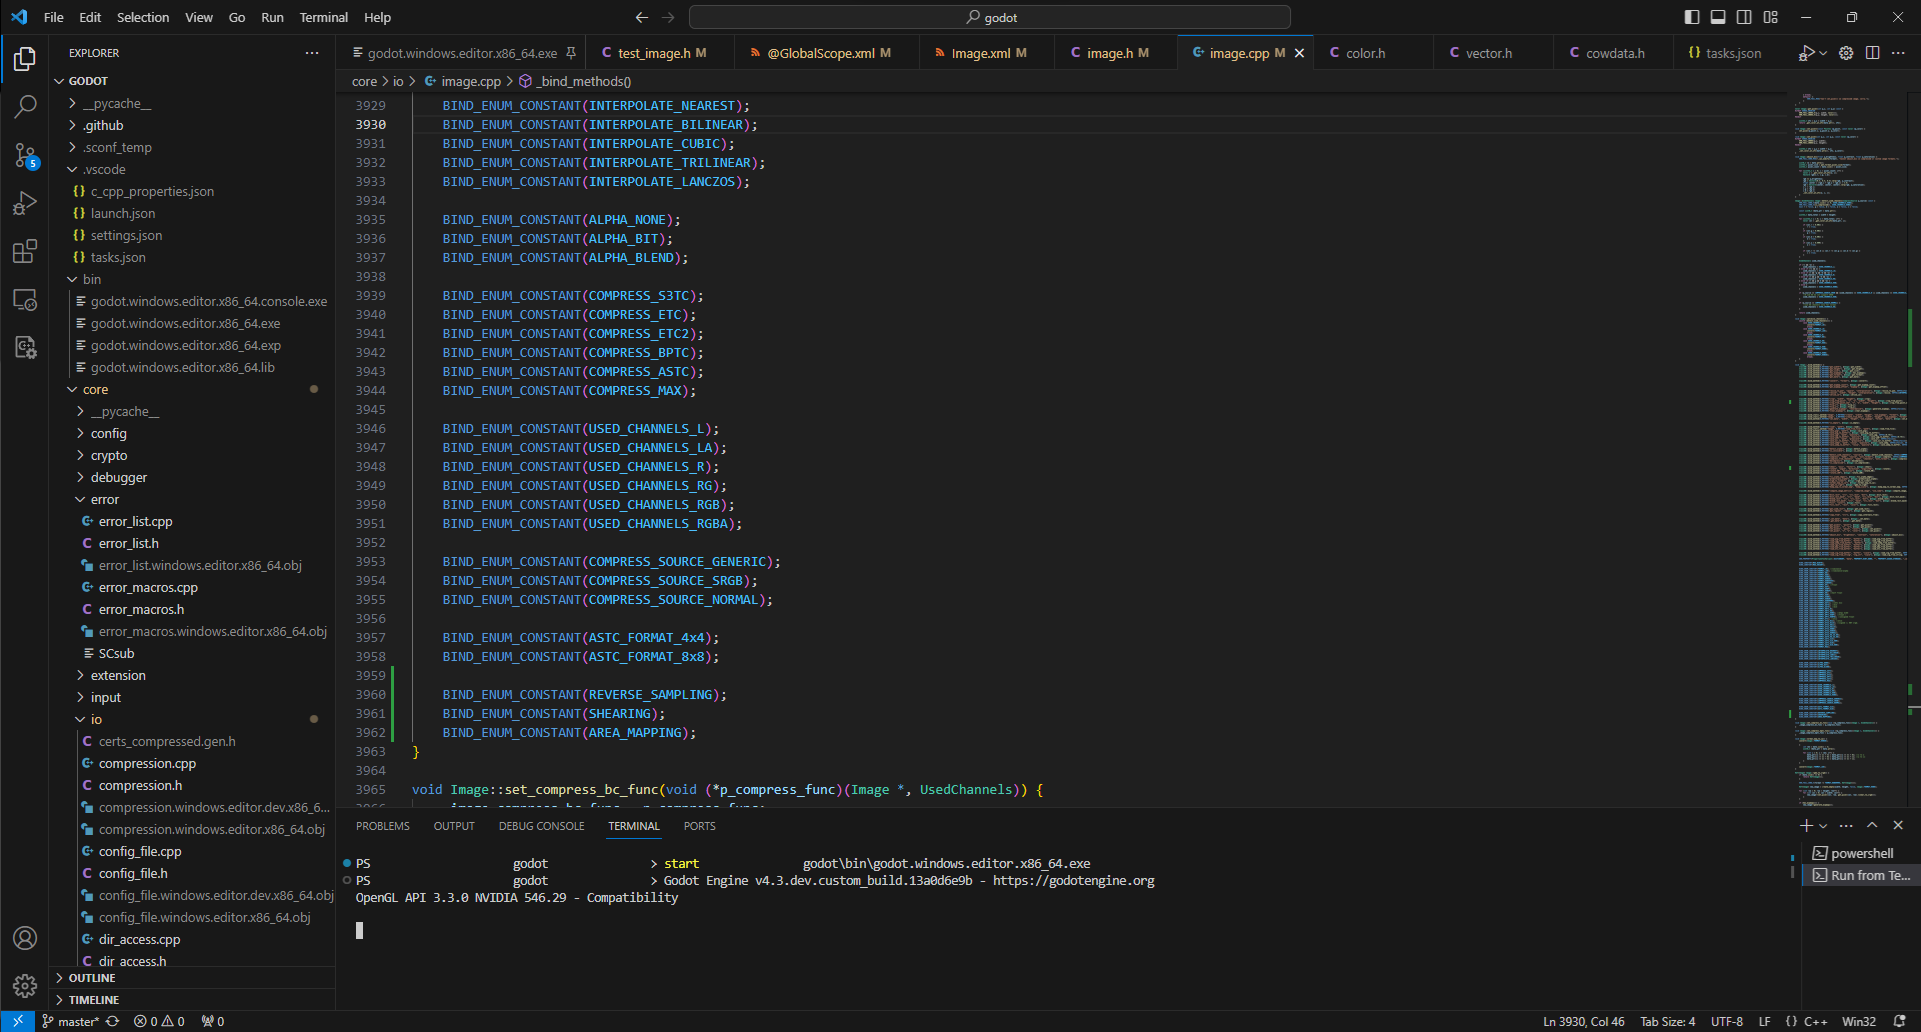 File Edit Selection View Go Run Terminal Help
godot
EXPLORER
godot.windows.editor.x86_64.exe
test_image.h M
@GlobalScope.xml M
Image.xml M
image.h M
image.cpp M
color.h
vector.h
cowdata.h
tasks.json
core > io > image.cpp > _bind_methods()
GODOT
__pycache__
.github
.sconf_temp
.vscode
c_cpp_properties.json
launch.json
settings.json
tasks.json
bin
godot.windows.editor.x86_64.console.exe
godot.windows.editor.x86_64.exe
godot.windows.editor.x86_64.exp
godot.windows.editor.x86_64.lib
core
__pycache__
config
crypto
debugger
error
error_list.cpp
error_list.h
error_list.windows.editor.x86_64.obj
error_macros.cpp
error_macros.h
error_macros.windows.editor.x86_64.obj
SCsub
extension
input
io
certs_compressed.gen.h
compression.cpp
compression.h
compression.windows.editor.dev.x86_6...
compression.windows.editor.x86_64.obj
config_file.cpp
config_file.h
config_file.windows.editor.dev.x86_64.obj
config_file.windows.editor.x86_64.obj
dir_access.cpp
dir_access.h
OUTLINE
TIMELINE
5
3929 BIND_ENUM_CONSTANT(INTERPOLATE_NEAREST);
3930 BIND_ENUM_CONSTANT(INTERPOLATE_BILINEAR);
3931 BIND_ENUM_CONSTANT(INTERPOLATE_CUBIC);
3932 BIND_ENUM_CONSTANT(INTERPOLATE_TRILINEAR);
3933 BIND_ENUM_CONSTANT(INTERPOLATE_LANCZOS);
3934
3935 BIND_ENUM_CONSTANT(ALPHA_NONE);
3936 BIND_ENUM_CONSTANT(ALPHA_BIT);
3937 BIND_ENUM_CONSTANT(ALPHA_BLEND);
3938
3939 BIND_ENUM_CONSTANT(COMPRESS_S3TC);
3940 BIND_ENUM_CONSTANT(COMPRESS_ETC);
3941 BIND_ENUM_CONSTANT(COMPRESS_ETC2);
3942 BIND_ENUM_CONSTANT(COMPRESS_BPTC);
3943 BIND_ENUM_CONSTANT(COMPRESS_ASTC);
3944 BIND_ENUM_CONSTANT(COMPRESS_MAX);
3945
3946 BIND_ENUM_CONSTANT(USED_CHANNELS_L);
3947 BIND_ENUM_CONSTANT(USED_CHANNELS_LA);
3948 BIND_ENUM_CONSTANT(USED_CHANNELS_R);
3949 BIND_ENUM_CONSTANT(USED_CHANNELS_RG);
3950 BIND_ENUM_CONSTANT(USED_CHANNELS_RGB);
3951 BIND_ENUM_CONSTANT(USED_CHANNELS_RGBA);
3952
3953 BIND_ENUM_CONSTANT(COMPRESS_SOURCE_GENERIC);
3954 BIND_ENUM_CONSTANT(COMPRESS_SOURCE_SRGB);
3955 BIND_ENUM_CONSTANT(COMPRESS_SOURCE_NORMAL);
3956
3957 BIND_ENUM_CONSTANT(ASTC_FORMAT_4x4);
3958 BIND_ENUM_CONSTANT(ASTC_FORMAT_8x8);
3959
3960 BIND_ENUM_CONSTANT(REVERSE_SAMPLING);
3961 BIND_ENUM_CONSTANT(SHEARING);
3962 BIND_ENUM_CONSTANT(AREA_MAPPING);
3963 }
3964
3965 void Image::set_compress_bc_func(void (*p_compress_func)(Image *, UsedChannels)) {
PROBLEMS OUTPUT DEBUG CONSOLE TERMINAL PORTS
PS godot > start godot\bin\godot.windows.editor.x86_64.exe
PS godot > Godot Engine v4.3.dev.custom_build.13a0d6e9b - https://godotengine.org
OpenGL API 3.3.0 NVIDIA 546.29 - Compatibility
powershell
Run from Te...
master* 0 0 0
Ln 3930, Col 46 Tab Size: 4 UTF-8 LF {} C++ Win32